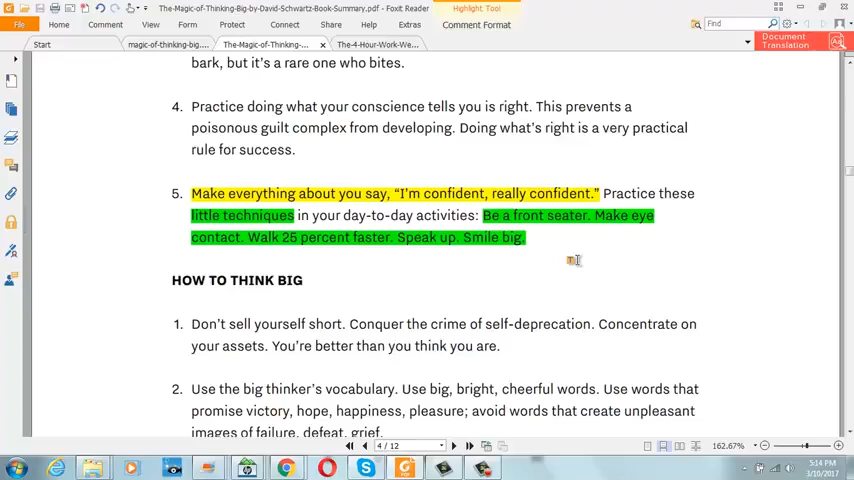 The-Magic-of-Thinking-Big-by-David-Schwartz-Book-Summary.pdf - Foxit Reader
Highlight Tool
File
Home
Comment
View
Form
Protect
Share
Help
Extras
Comment Format
Find
Start
magic-of-thinking-big....
The-Magic-of-Thinking-...
The-4-Hour-Work-We...
Document
Translation
bark, but it's a rare one who bites.
4. Practice doing what your conscience tells you is right. This prevents a
poisonous guilt complex from developing. Doing what's right is a very practical
rule for success.
5. Make everything about you say, “I'm confident, really confident.” Practice these
little techniques in your day-to-day activities: Be a front seater. Make eye
contact. Walk 25 percent faster. Speak up. Smile big.
HOW TO THINK BIG
1. Don't sell yourself short. Conquer the crime of self-deprecation. Concentrate on
your assets. You're better than you think you are.
2. Use the big thinker's vocabulary. Use big, bright, cheerful words. Use words that
promise victory, hope, happiness, pleasure; avoid words that create unpleasant
images of failure, defeat, grief.
4 / 12
162.67%
5:14 PM
3/10/2017